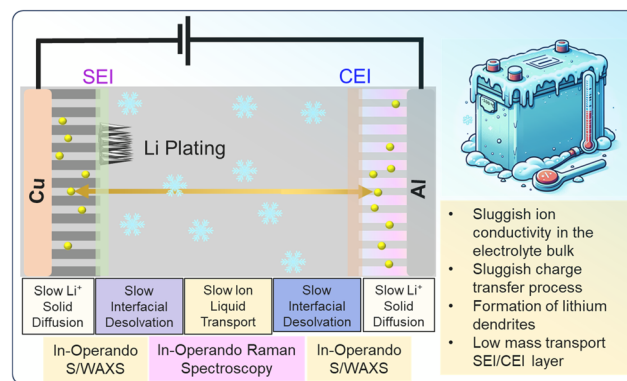 SEI
CEI
Li Plating
Cu
Al
Slow Li⁺
Solid
Diffusion
Slow
Interfacial
Desolvation
Slow Ion
Liquid
Transport
Slow
Interfacial
Desolvation
Slow Li⁺
Solid
Diffusion
In-Operando
S/WAXS
In-Operando Raman
Spectroscopy
In-Operando
S/WAXS
• Sluggish ion
conductivity in the
electrolyte bulk
• Sluggish charge
transfer process
• Formation of lithium
dendrites
• Low mass transport
SEI/CEI layer